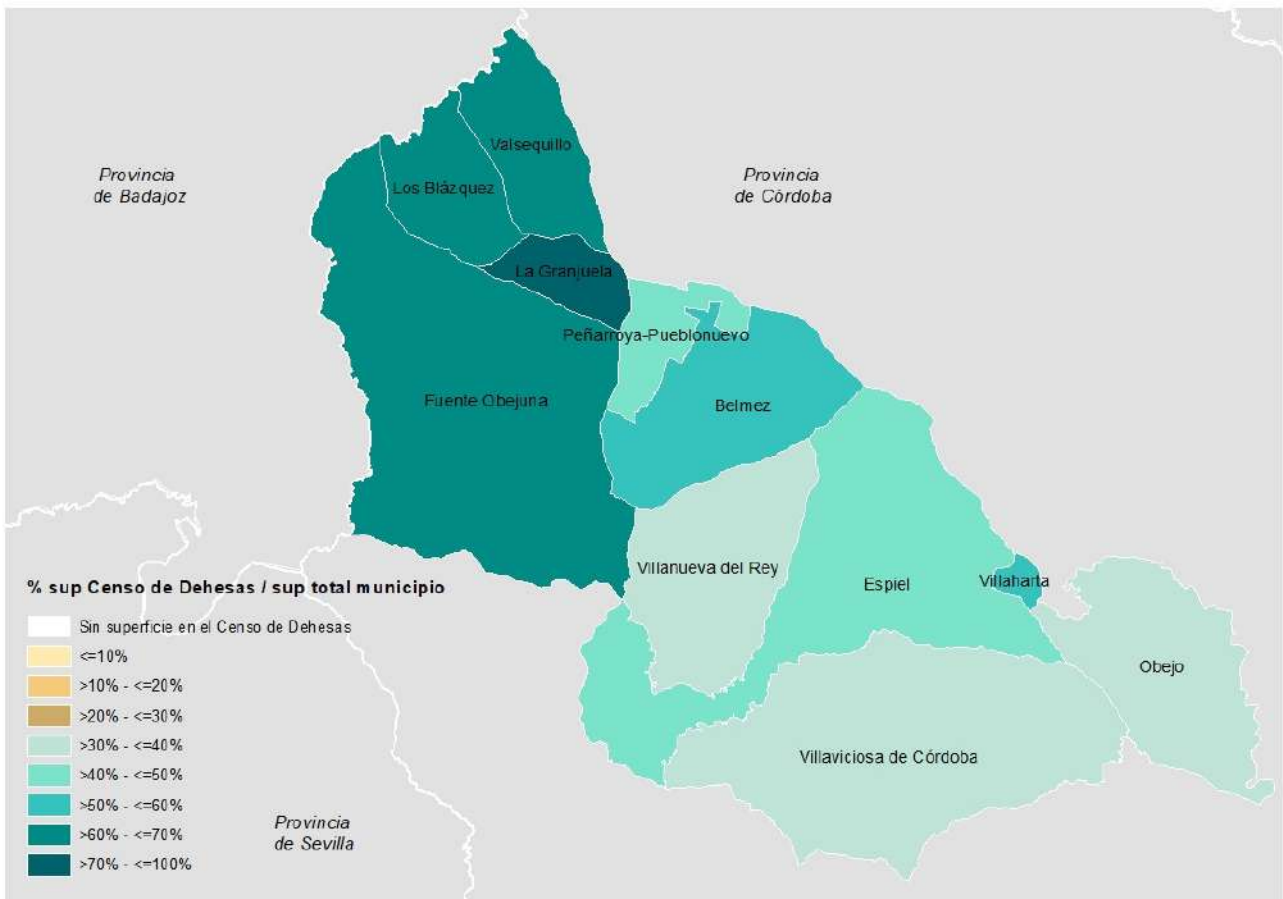 Valsequillo
Provincia
de Badajoz
Provincia
de Córdoba
Los Blázquez
La Granjuela
Peñarroya-Pueblonuevo
Fuente Obejuna
Belmez
Villanueva del Rey
Espiel
Villaharta
Obejo
Villaviciosa de Córdoba
Provincia
de Sevilla
% sup Censo de Dehesas / sup total municipio
Sin superficie en el Censo de Dehesas
<=10%
>10% - <=20%
>20% - <=30%
>30% - <=40%
>40% - <=50%
>50% - <=60%
>60% - <=70%
>70% - <=100%